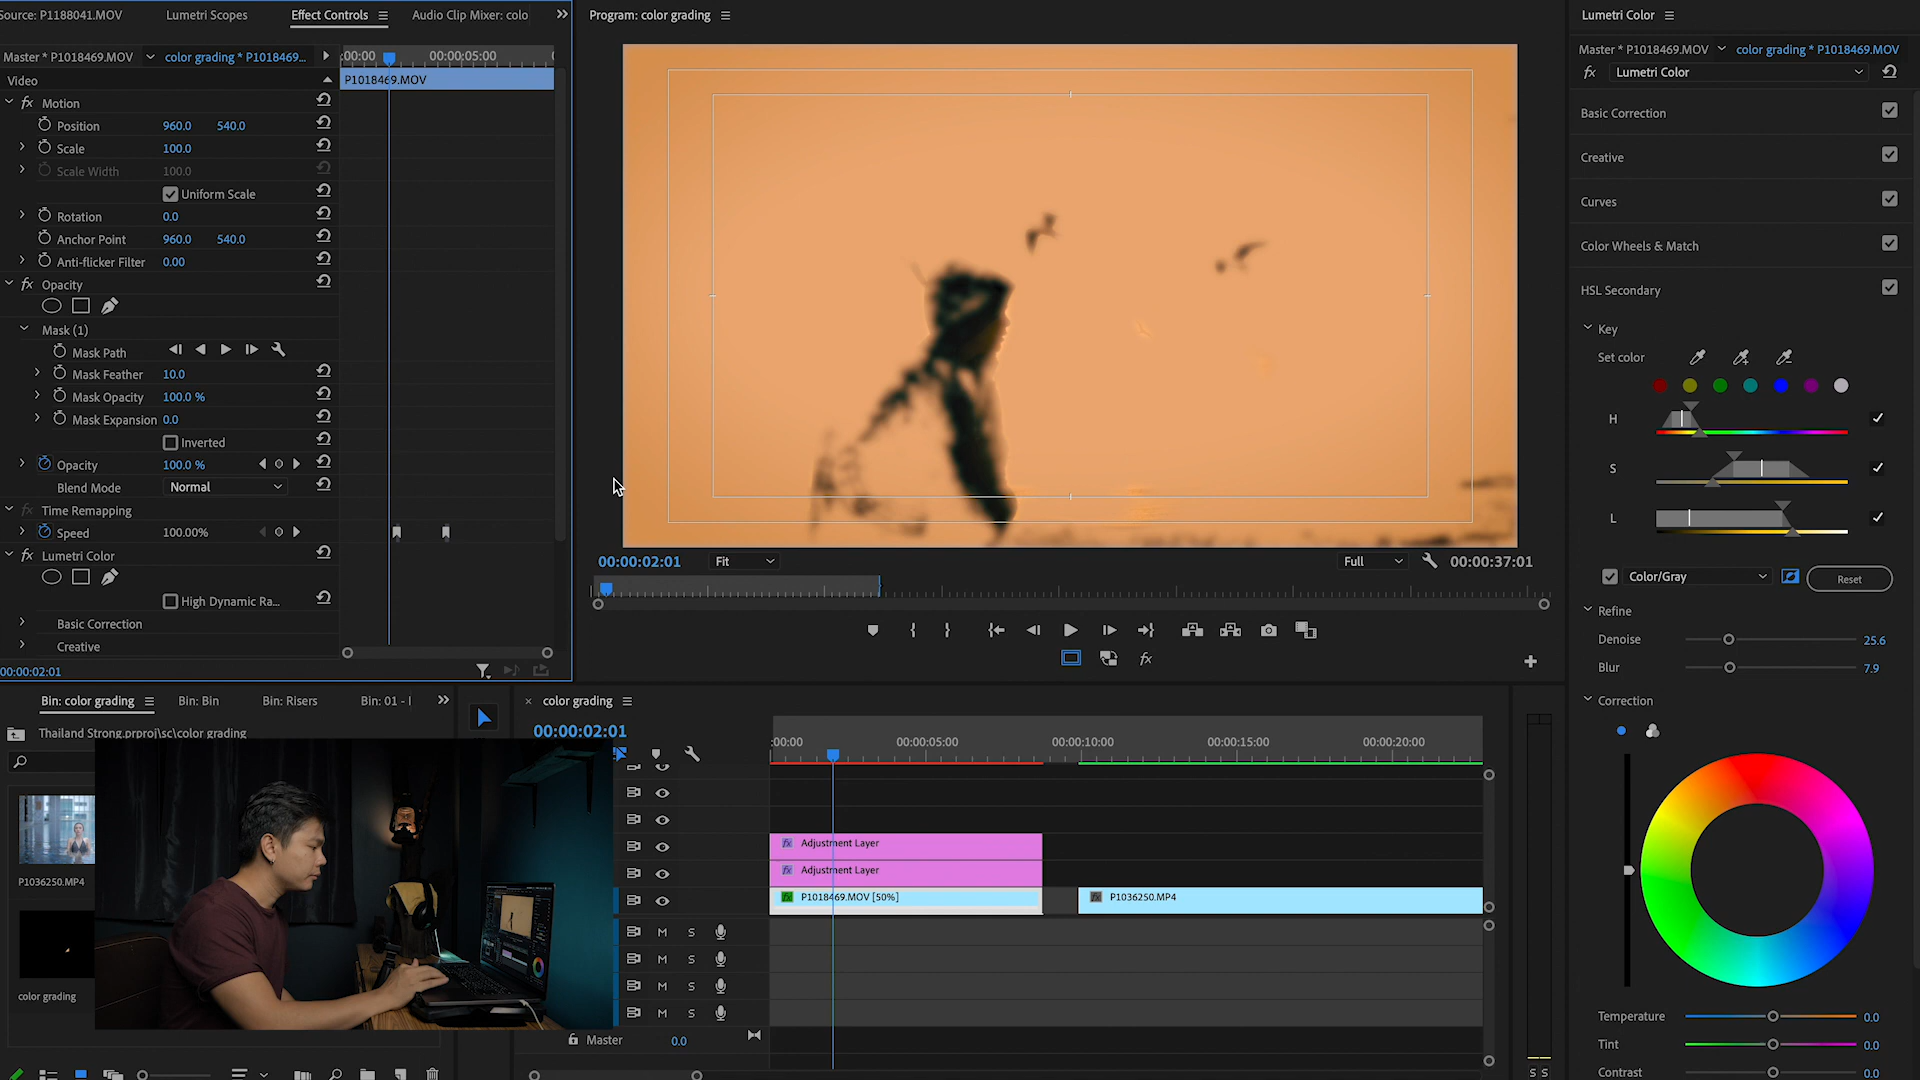 Source: P1188041.MOV
Lumetri Scopes
Effect Controls
Audio Clip Mixer: colo
Master * P1018469.MOV
color grading * P1018469...
:00:00
00:00:05:00
Video
P1018469.MOV
fx Motion
Position 960.0 540.0
Scale 100.0
Scale Width 100.0
Uniform Scale
Rotation 0.0
Anchor Point 960.0 540.0
Anti-flicker Filter 0.00
fx Opacity
Mask (1)
Mask Path
Mask Feather 10.0
Mask Opacity 100.0 %
Mask Expansion 0.0
Inverted
Opacity 100.0 %
Blend Mode Normal
fx Time Remapping
Speed 100.00%
fx Lumetri Color
High Dynamic Ra...
Basic Correction
Creative
00:00:02:01
Program: color grading
00:00:02:01
Fit
Full
00:00:37:01
fx
Lumetri Color
Master * P1018469.MOV
color grading * P1018469.MOV
fx Lumetri Color
Basic Correction
Creative
Curves
Color Wheels & Match
HSL Secondary
Key
Set color
H
S
L
Color/Gray
Reset
Refine
Denoise 25.6
Blur 7.9
Correction
Temperature 0.0
Tint 0.0
Contrast 0.0
Bin: color grading
Bin: Bin
Bin: Risers
Bin: 01 - I
Thailand Strong.prproj\sc\color grading
P1036250.MP4
color grading
color grading
00:00:02:01
:00:00
00:00:05:00
00:00:10:00
00:00:15:00
00:00:20:00
fx Adjustment Layer
fx Adjustment Layer
fx P1018469.MOV [50%]
fx P1036250.MP4
M S
M S
M S
M S
Master 0.0
S S